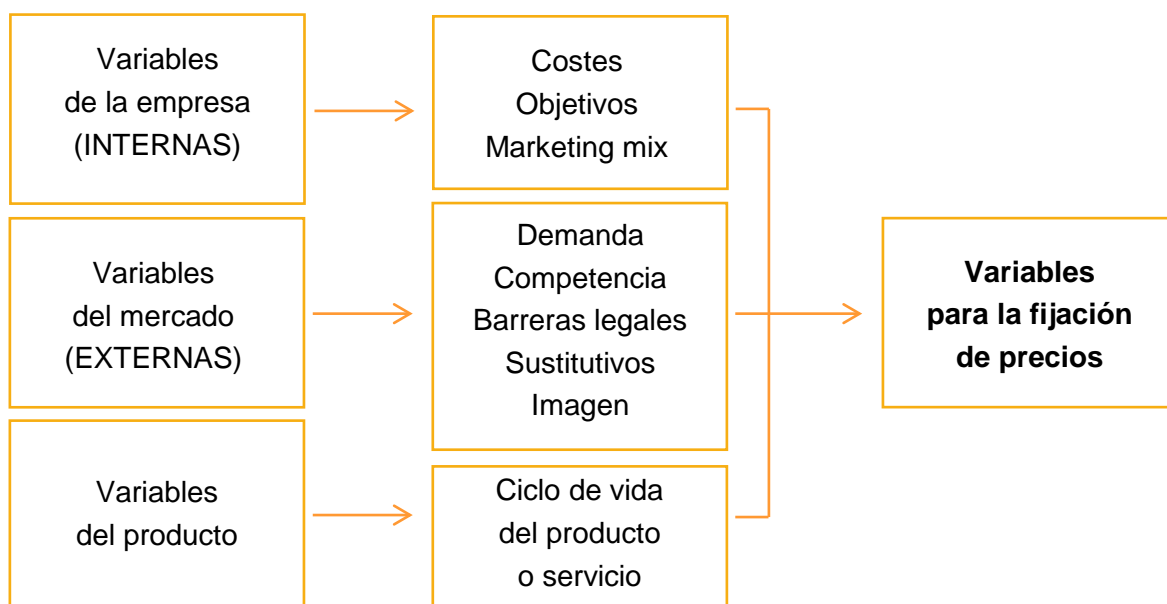 Variables
de la empresa
(INTERNAS)
Costes
Objetivos
Marketing mix
Variables
del mercado
(EXTERNAS)
Demanda
Competencia
Barreras legales
Sustitutivos
Imagen
Variables
del producto
Ciclo de vida
del producto
o servicio
Variables
para la fijación
de precios